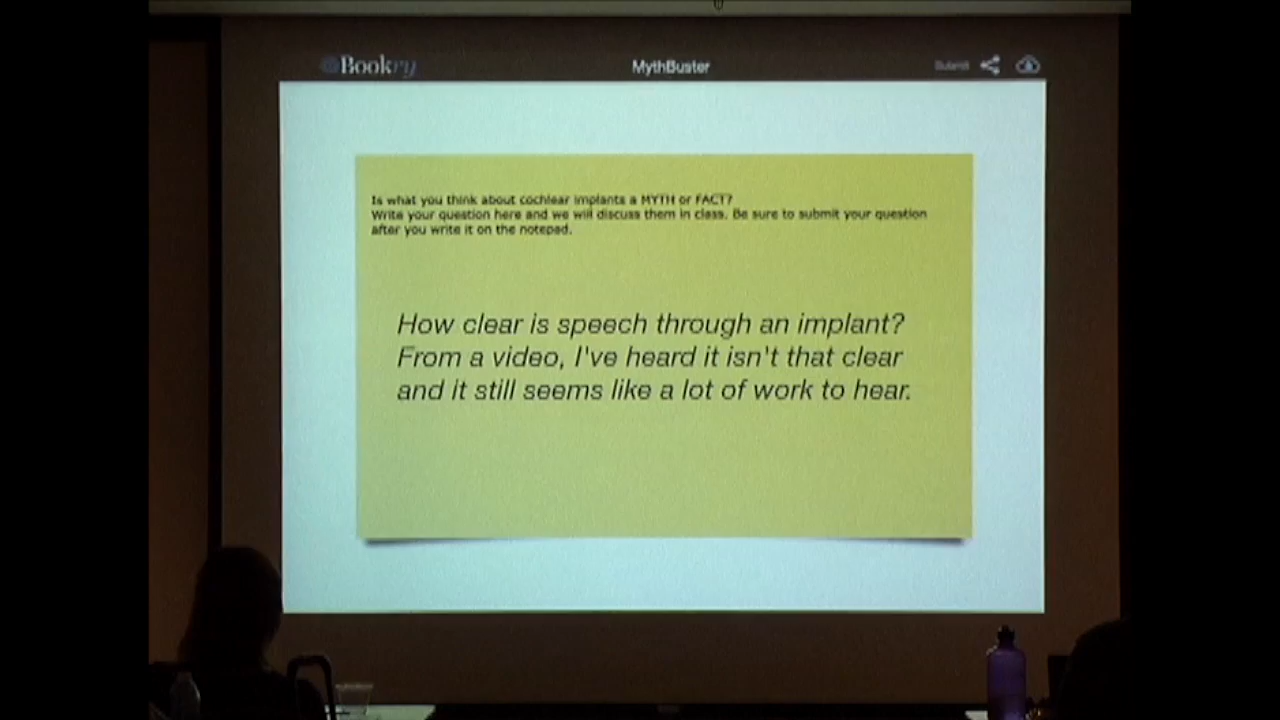 Bookry
MythBuster
Submit
Is what you think about cochlear implants a MYTH or FACT?
Write your question here and we will discuss them in class. Be sure to submit your question
after you write it on the notepad.
How clear is speech through an implant?
From a video, I've heard it isn't that clear
and it still seems like a lot of work to hear.